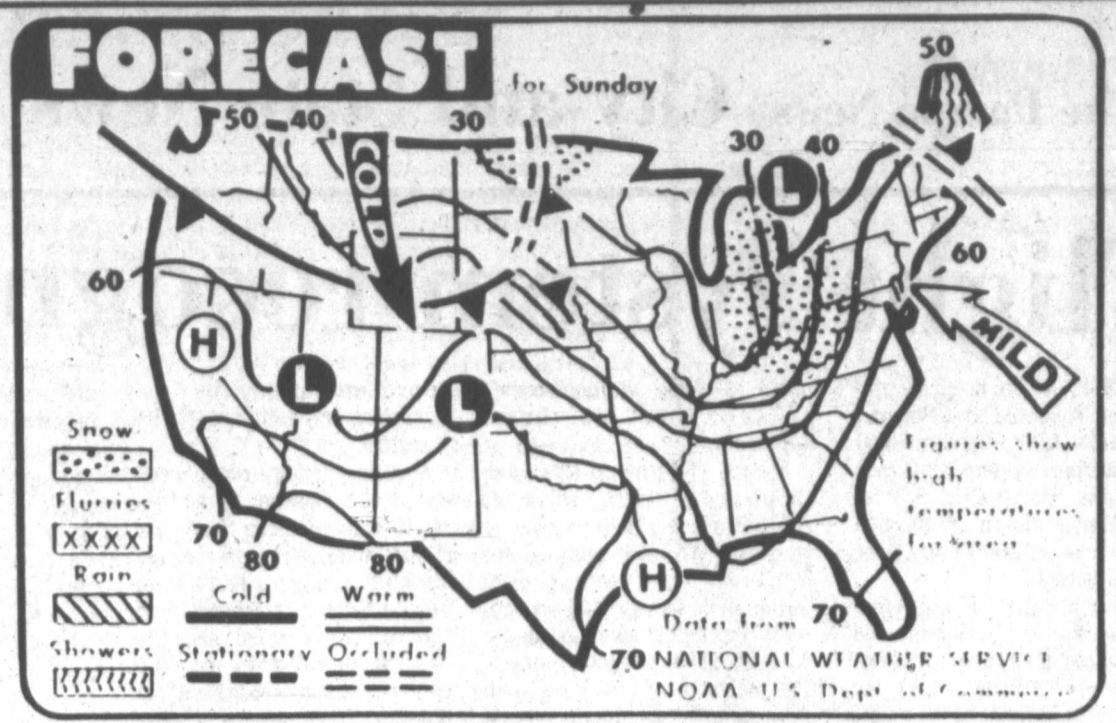 FORECAST
for Sunday
50
50
40
30
COLD
30
40
L
60
60
H
MILD
L
L
Snow
Flurries
XXXX
Rain
Showers
70
80
80
Cold
Warm
Stationary
Occluded
H
Figures show
high
temperatures
for area
Data from
70
70
NATIONAL WEATHER SERVICE
NOAA U.S. Dept. of Commerce